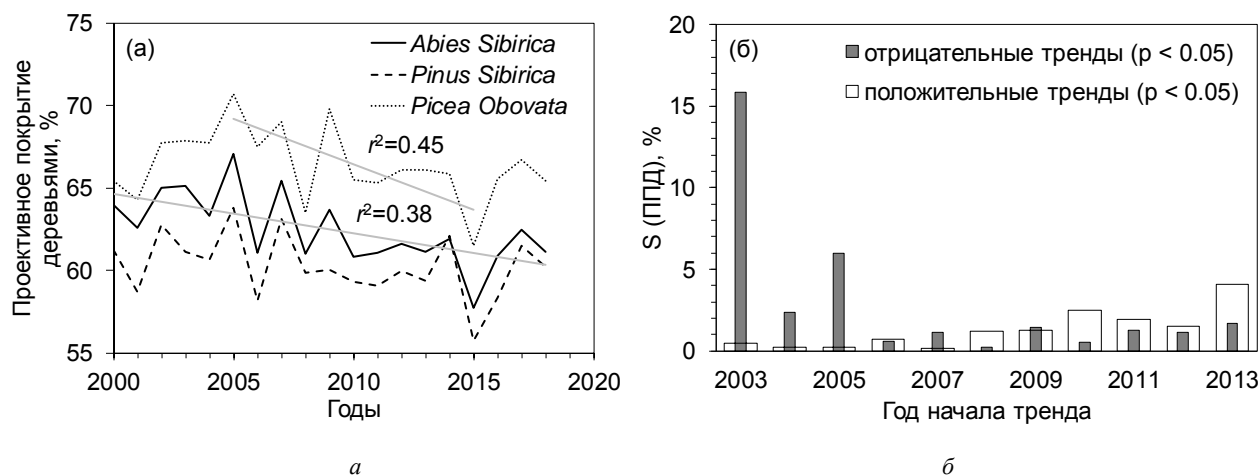 (а)
Abies Sibirica
Pinus Sibirica
Picea Obovata
r²=0.45
r²=0.38
Проективное покрытие
деревьями, %
75
70
65
60
55
2000 2005 2010 2015 2020
Годы
а
(б)
отрицательные тренды (p < 0.05)
положительные тренды (p < 0.05)
S (ППД), %
20
15
10
5
0
2003 2005 2007 2009 2011 2013
Год начала тренда
б